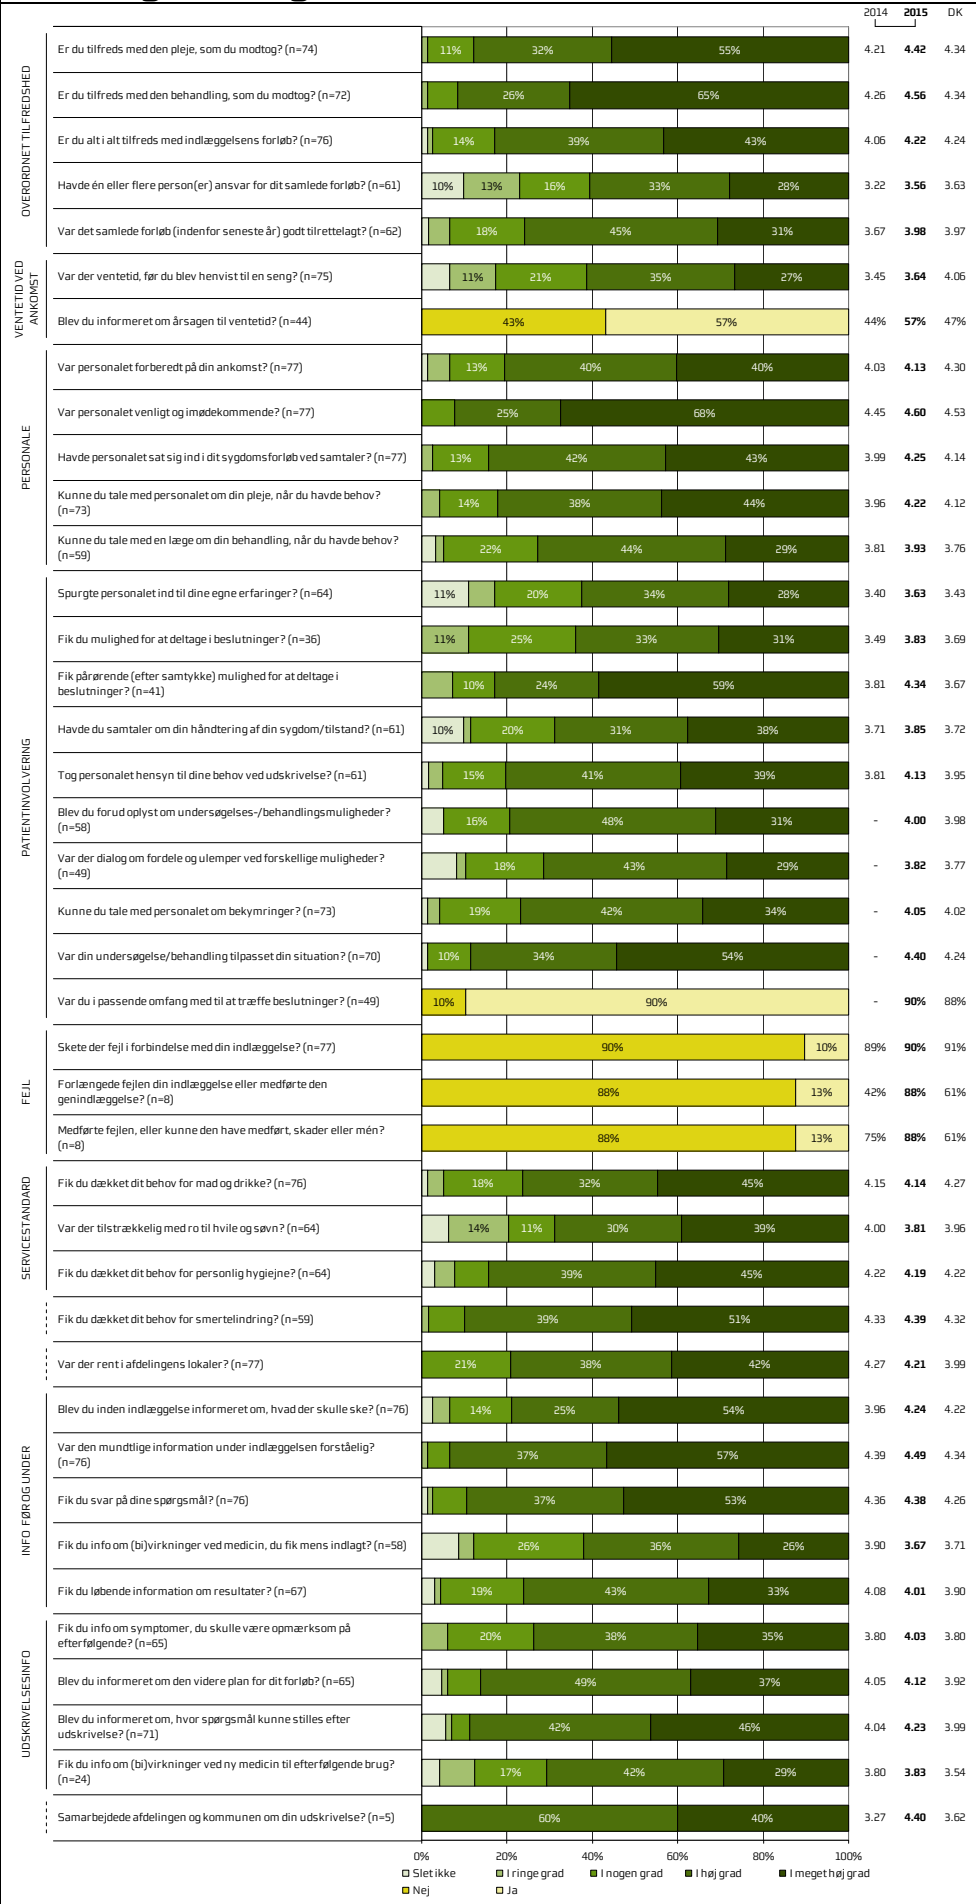 2014 2015 DK
OVERORDNET TILFREDSHED
Er du tilfreds med den pleje, som du modtog? (n=74) 11% 32% 55% 4.21 4.42 4.34
Er du tilfreds med den behandling, som du modtog? (n=72) 26% 65% 4.26 4.56 4.34
Er du alt i alt tilfreds med indlæggelsens forløb? (n=76) 14% 39% 43% 4.06 4.22 4.24
Havde én eller flere person(er) ansvar for dit samlede forløb? (n=61) 10% 13% 16% 33% 28% 3.22 3.56 3.63
Var det samlede forløb (indenfor seneste år) godt tilrettelagt? (n=62) 18% 45% 31% 3.67 3.98 3.97
VENTETID VED
ANKOMST
Var der ventetid, før du blev henvist til en seng? (n=75) 11% 21% 35% 27% 3.45 3.64 4.06
Blev du informeret om årsagen til ventetid? (n=44) 43% 57% 44% 57% 47%
PERSONALE
Var personalet forberedt på din ankomst? (n=77) 13% 40% 40% 4.03 4.13 4.30
Var personalet venligt og imødekommende? (n=77) 25% 68% 4.45 4.60 4.53
Havde personalet sat sig ind i dit sygdomsforløb ved samtaler? (n=77) 13% 42% 43% 3.99 4.25 4.14
Kunne du tale med personalet om din pleje, når du havde behov?
(n=73) 14% 38% 44% 3.96 4.22 4.12
Kunne du tale med en læge om din behandling, når du havde behov?
(n=59) 22% 44% 29% 3.81 3.93 3.76
PATIENTINVOLVERING
Spurgte personalet ind til dine egne erfaringer? (n=64) 11% 20% 34% 28% 3.40 3.63 3.43
Fik du mulighed for at deltage i beslutninger? (n=36) 11% 25% 33% 31% 3.49 3.83 3.69
Fik pårørende (efter samtykke) mulighed for at deltage i
beslutninger? (n=41) 10% 24% 59% 3.81 4.34 3.67
Havde du samtaler om din håndtering af din sygdom/tilstand? (n=61) 10% 20% 31% 38% 3.71 3.85 3.72
Tog personalet hensyn til dine behov ved udskrivelse? (n=61) 15% 41% 39% 3.81 4.13 3.95
Blev du forud oplyst om undersøgelses-/behandlingsmuligheder?
(n=58) 16% 48% 31% - 4.00 3.98
Var der dialog om fordele og ulemper ved forskellige muligheder?
(n=49) 18% 43% 29% - 3.82 3.77
Kunne du tale med personalet om bekymringer? (n=73) 19% 42% 34% - 4.05 4.02
Var din undersøgelse/behandling tilpasset din situation? (n=70) 10% 34% 54% - 4.40 4.24
Var du i passende omfang med til at træffe beslutninger? (n=49) 10% 90% - 90% 88%
FEJL
Skete der fejl i forbindelse med din indlæggelse? (n=77) 90% 10% 89% 90% 91%
Forlængede fejlen din indlæggelse eller medførte den
genindlæggelse? (n=8) 88% 13% 42% 88% 61%
Medførte fejlen, eller kunne den have medført, skader eller mén?
(n=8) 88% 13% 75% 88% 61%
SERVICESTANDARD
Fik du dækket dit behov for mad og drikke? (n=76) 18% 32% 45% 4.15 4.14 4.27
Var der tilstrækkelig med ro til hvile og søvn? (n=64) 14% 11% 30% 39% 4.00 3.81 3.96
Fik du dækket dit behov for personlig hygiejne? (n=64) 39% 45% 4.22 4.19 4.22
Fik du dækket dit behov for smertelindring? (n=59) 39% 51% 4.33 4.39 4.32
Var der rent i afdelingens lokaler? (n=77) 21% 38% 42% 4.27 4.21 3.99
INFO FØR OG UNDER
Blev du inden indlæggelse informeret om, hvad der skulle ske? (n=76) 14% 25% 54% 3.96 4.24 4.22
Var den mundtlige information under indlæggelsen forståelig?
(n=76) 37% 57% 4.39 4.49 4.34
Fik du svar på dine spørgsmål? (n=76) 37% 53% 4.36 4.38 4.26
Fik du info om (bi)virkninger ved medicin, du fik mens indlagt? (n=58) 26% 36% 26% 3.90 3.67 3.71
Fik du løbende information om resultater? (n=67) 19% 43% 33% 4.08 4.01 3.90
UDSKRIVELSESINFO
Fik du info om symptomer, du skulle være opmærksom på
efterfølgende? (n=65) 20% 38% 35% 3.80 4.03 3.80
Blev du informeret om den videre plan for dit forløb? (n=65) 49% 37% 4.05 4.12 3.92
Blev du informeret om, hvor spørgsmål kunne stilles efter
udskrivelse? (n=71) 42% 46% 4.04 4.23 3.99
Fik du info om (bi)virkninger ved ny medicin til efterfølgende brug?
(n=24) 17% 42% 29% 3.80 3.83 3.54
Samarbejdede afdelingen og kommunen om din udskrivelse? (n=5) 60% 40% 3.27 4.40 3.62
0% 20% 40% 60% 80% 100%
Slet ikke I ringe grad I nogen grad I høj grad I meget høj grad
Nej Ja